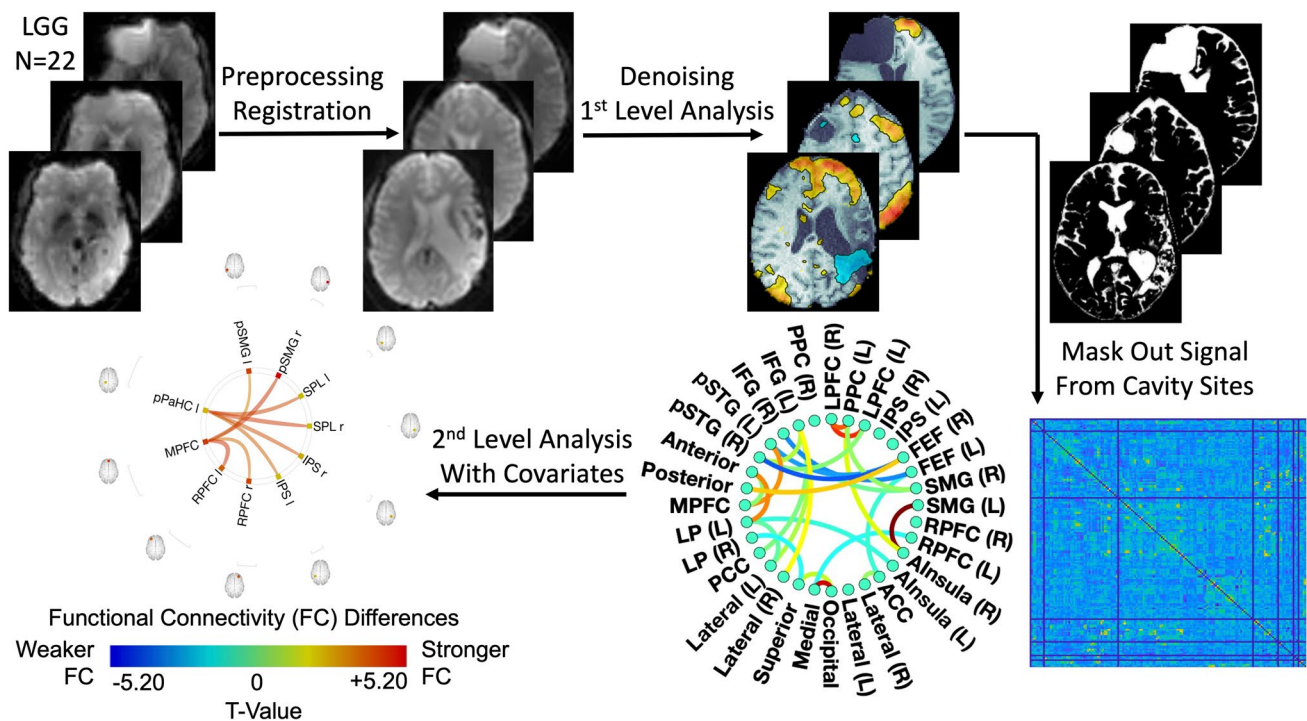 LGG
N=22
Preprocessing
Registration
Denoising
1st Level Analysis
Mask Out Signal
From Cavity Sites
2nd Level Analysis
With Covariates
pSMG l
pSMG r
SPL l
SPL r
IPS r
IPS l
RPFC r
RPFC l
MPFC
pPaHC l
LPFC (R)
PPC (L)
LPFC (L)
IPS (R)
IPS (L)
FEF (R)
FEF (L)
SMG (R)
SMG (L)
RPFC (R)
RPFC (L)
AInsula (R)
AInsula (L)
ACC
Lateral (R)
Lateral (L)
Occipital
Medial
Superior
Lateral (R)
Lateral (L)
PCC
LP (R)
LP (L)
MPFC
Posterior
Anterior
pSTG (R)
pSTG (L)
IFG (R)
IFG (L)
PPC (R)
Functional Connectivity (FC) Differences
Weaker
FC
Stronger
FC
-5.20
0
+5.20
T-Value